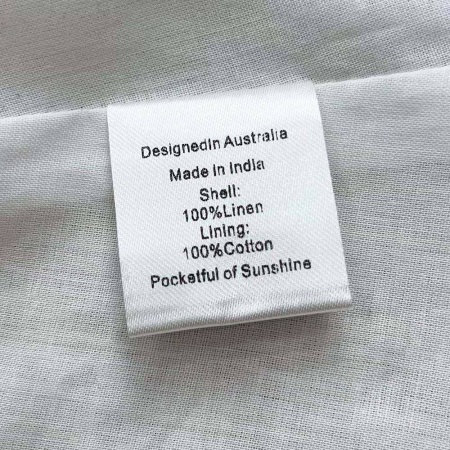 DesignedIn Australia
Made in India
Shell:
100%Linen
Lining:
100%Cotton
Pocketful of Sunshine